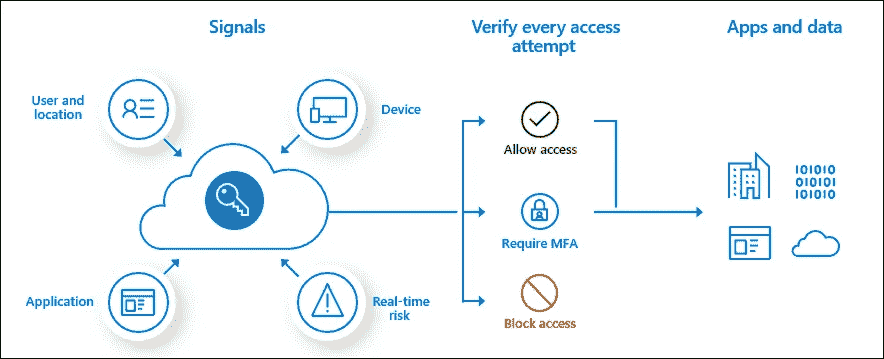 Signals
Verify every access
attempt
Apps and data
User and
location
Device
Allow access
101010
010101
101010
Require MFA
Application
Real-time
risk
Block access